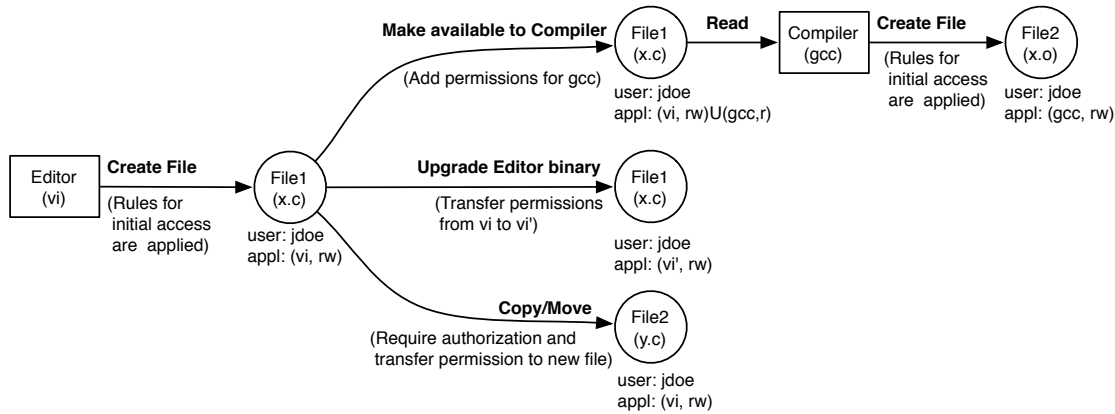 Make available to Compiler
(Add permissions for gcc)
File1
(x.c)
user: jdoe
appl: (vi, rw)U(gcc,r)
Read
Compiler
(gcc)
Create File
(Rules for
initial access
are applied)
File2
(x.o)
user: jdoe
appl: (gcc, rw)
Editor
(vi)
Create File
(Rules for
initial access
are applied)
File1
(x.c)
user: jdoe
appl: (vi, rw)
Upgrade Editor binary
(Transfer permissions
from vi to vi')
File1
(x.c)
user: jdoe
appl: (vi', rw)
Copy/Move
(Require authorization and
transfer permission to new file)
File2
(y.c)
user: jdoe
appl: (vi, rw)